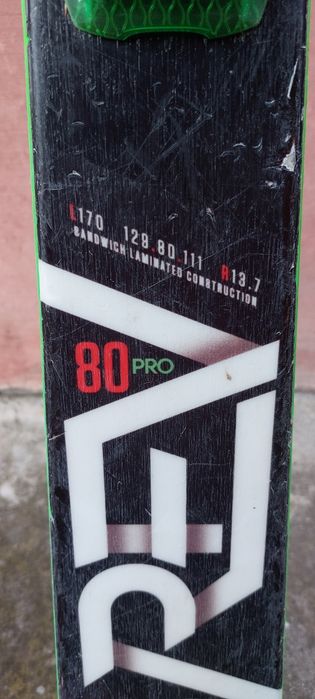 L170 128.80.111 R13.7
SANDWICH LAMINATED CONSTRUCTION
80 PRO
REV